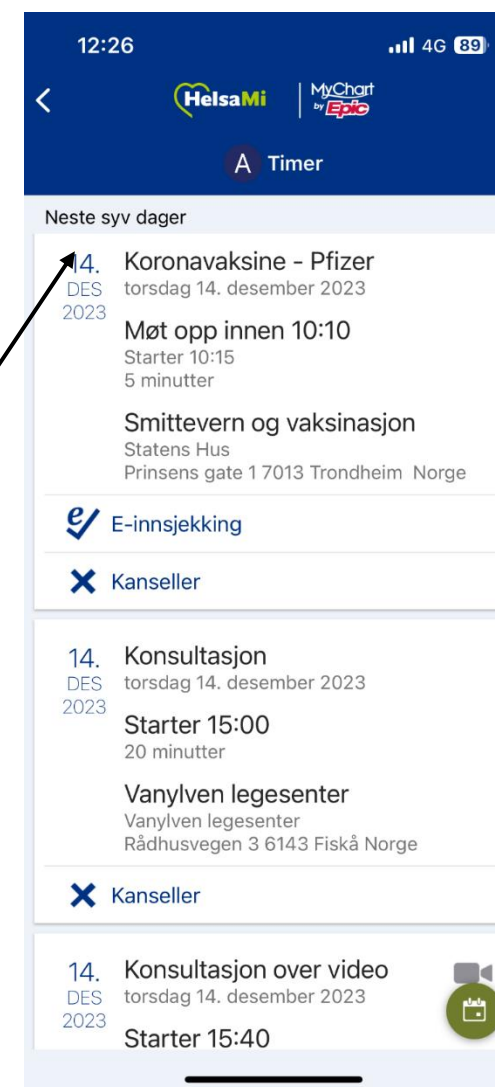 12:26
4G 89
HelsaMi MyChart
by Epic
A Timer
Neste syv dager
14. Koronavaksine - Pfizer
DES torsdag 14. desember 2023
2023
Møt opp innen 10:10
Starter 10:15
5 minutter
Smittevern og vaksinasjon
Statens Hus
Prinsens gate 1 7013 Trondheim Norge
E-innsjekking
Kanseller
14. Konsultasjon
DES torsdag 14. desember 2023
2023
Starter 15:00
20 minutter
Vanylven legesenter
Vanylven legesenter
Rådhusvegen 3 6143 Fiskå Norge
Kanseller
14. Konsultasjon over video
DES torsdag 14. desember 2023
2023
Starter 15:40